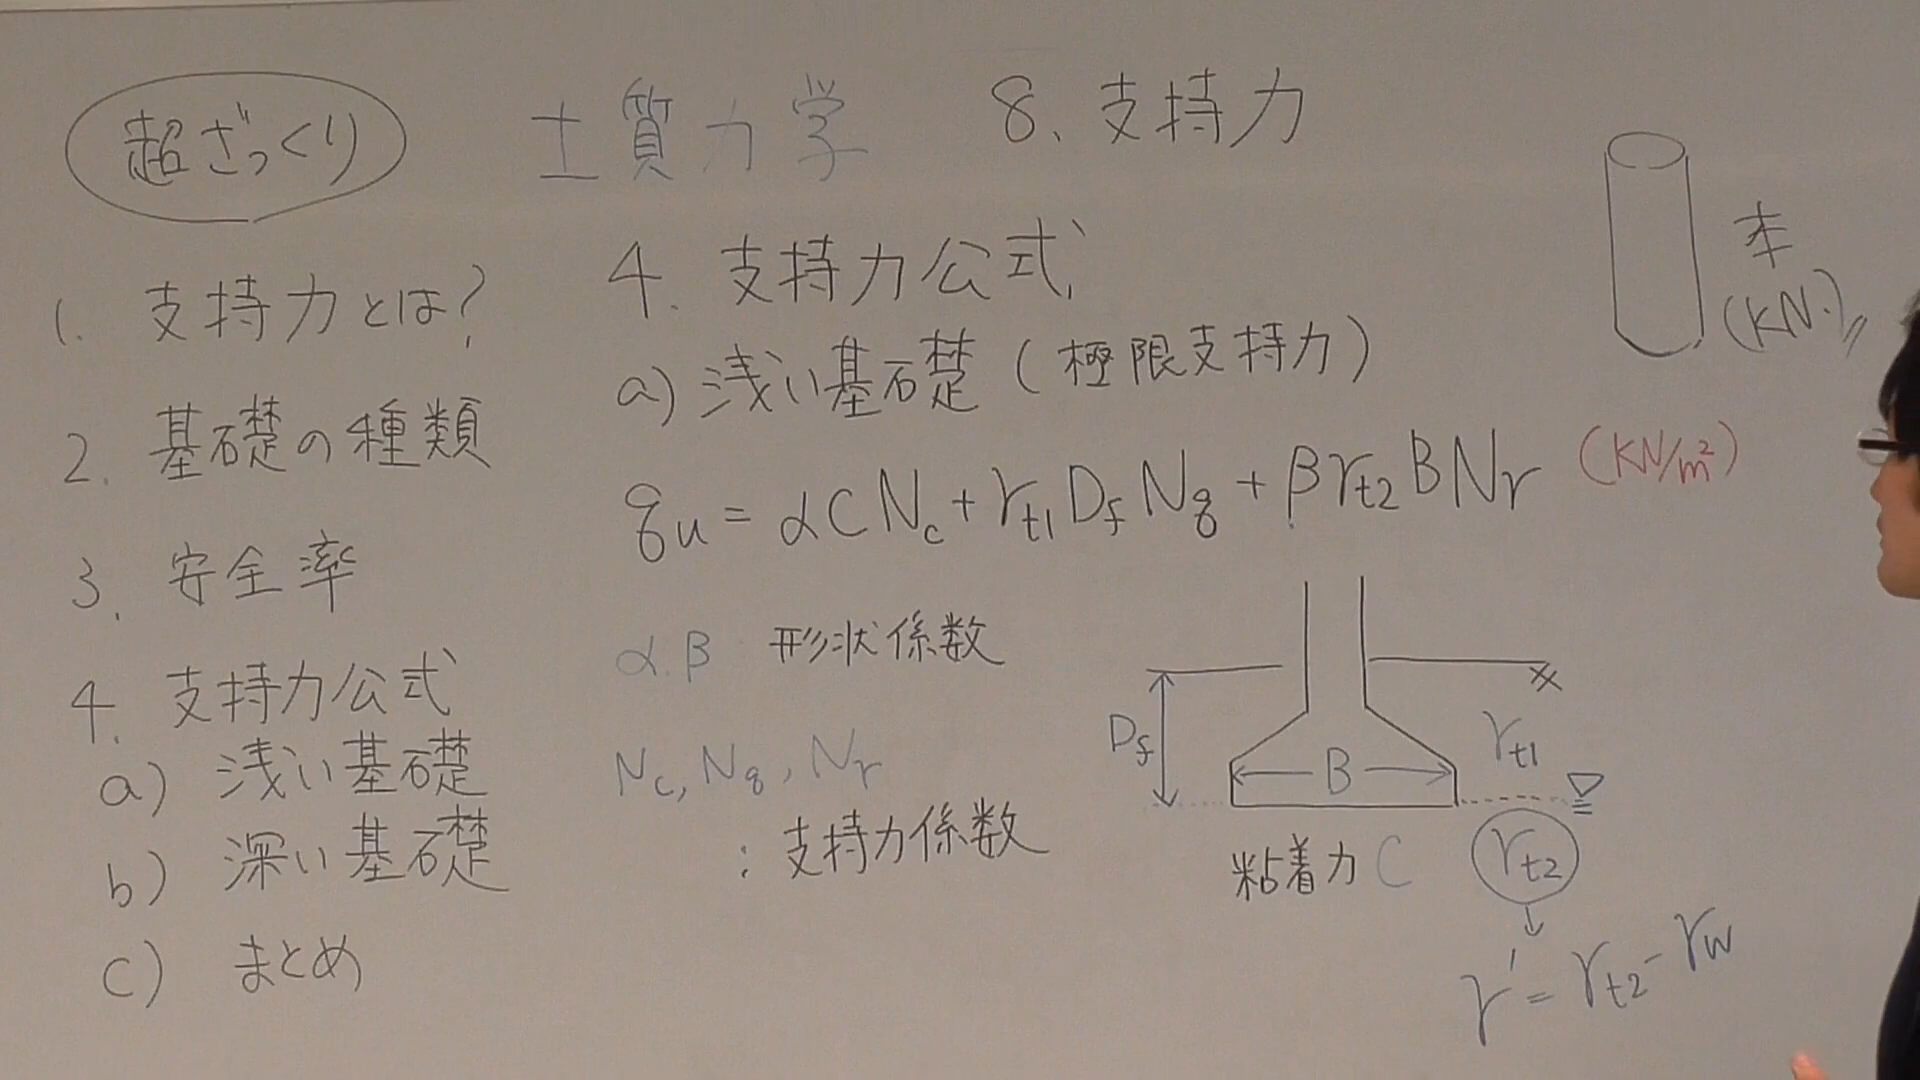 超ざっくり 土質力学 8、支持力
1. 支持力とは?
2. 基礎の種類
3. 安全率
4. 支持力公式
a) 浅い基礎
b) 深い基礎
c) まとめ
4. 支持力公式
a) 浅い基礎 (極限支持力)
qu = αCNc + γt1DfNq + βγt2BNγ (KN/m²)
α.β 形状係数
Nc, Nq, Nγ
: 支持力係数
本
(KN.)
Df
B
γt1
粘着力 C
γt2
γ' = γt2 - γw